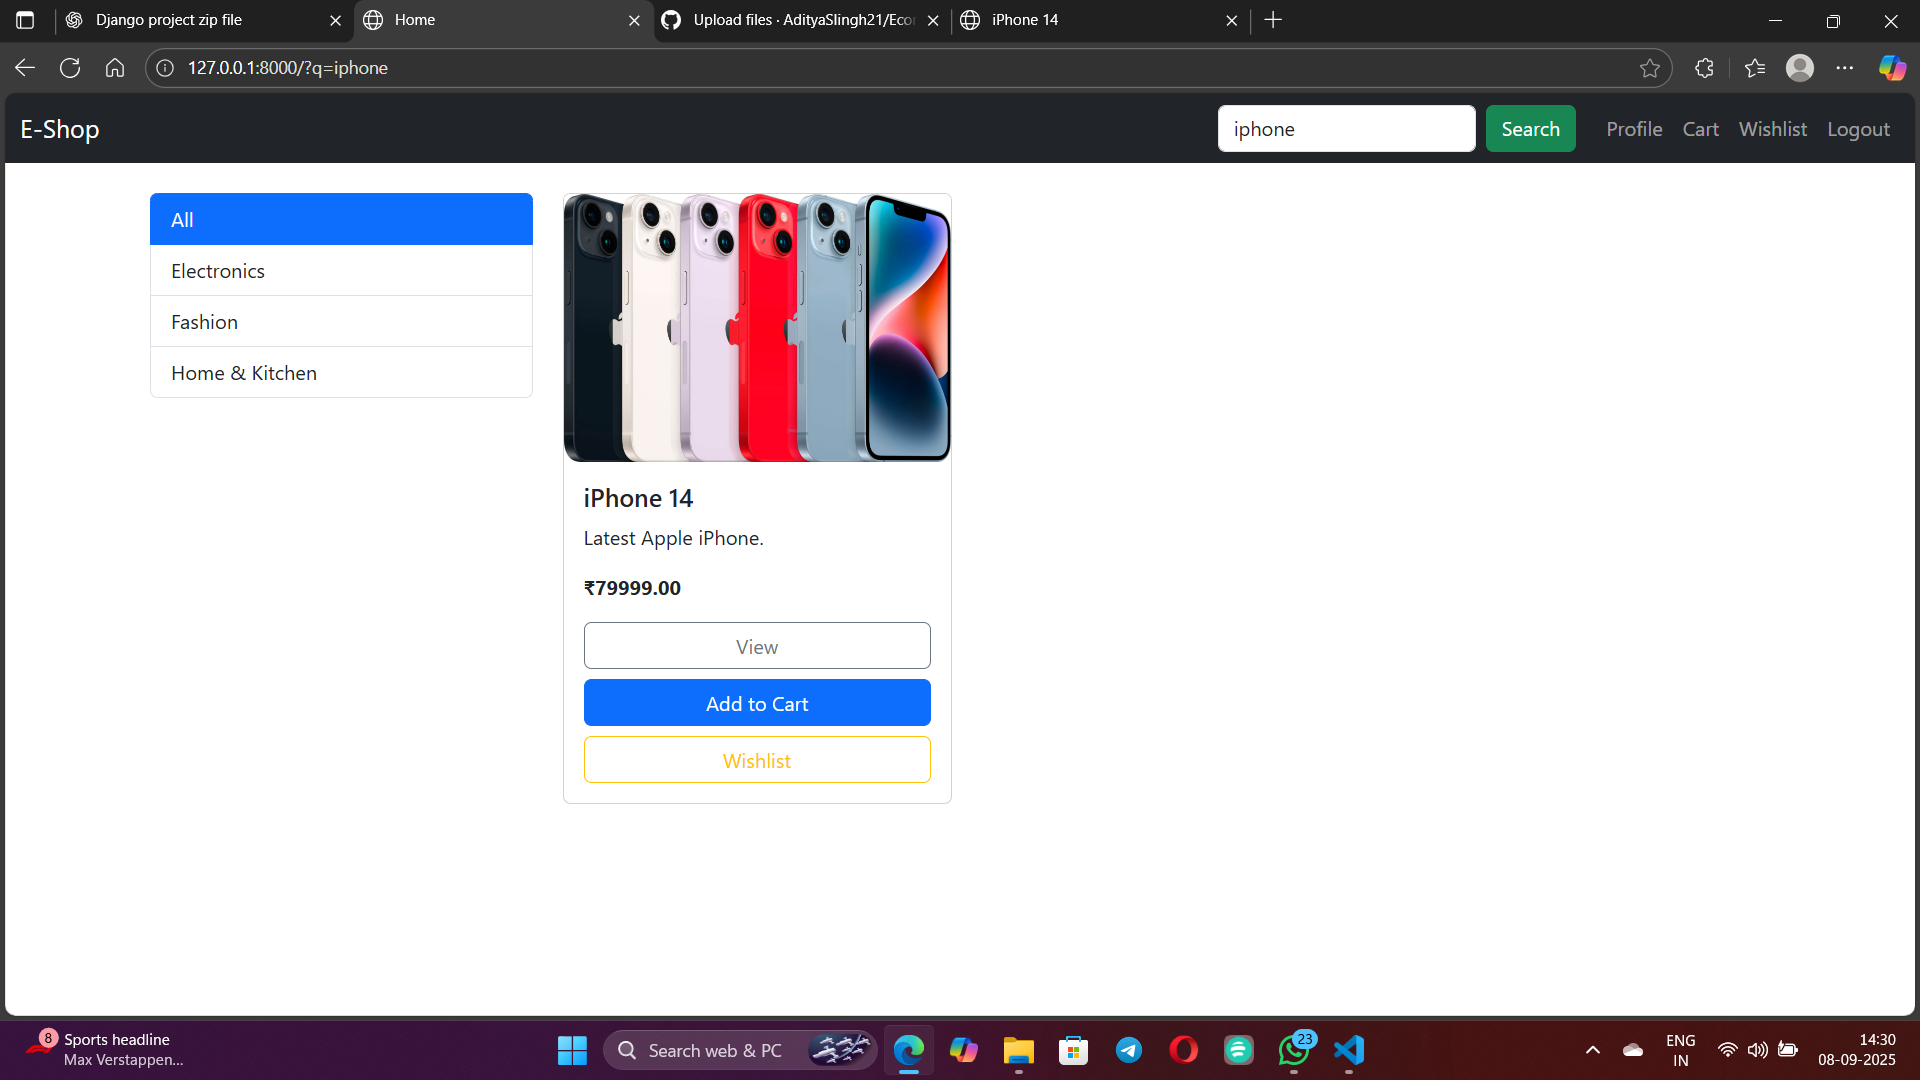 Django project zip file
Home
Upload files · AdityaSlingh21/Ecor
iPhone 14
127.0.0.1:8000/?q=iphone
E-Shop
iphone
Search
Profile
Cart
Wishlist
Logout
All
Electronics
Fashion
Home & Kitchen
iPhone 14
Latest Apple iPhone.
₹79999.00
View
Add to Cart
Wishlist
8
Sports headline
Max Verstappen...
Search web & PC
23
ENG
IN
14:30
08-09-2025